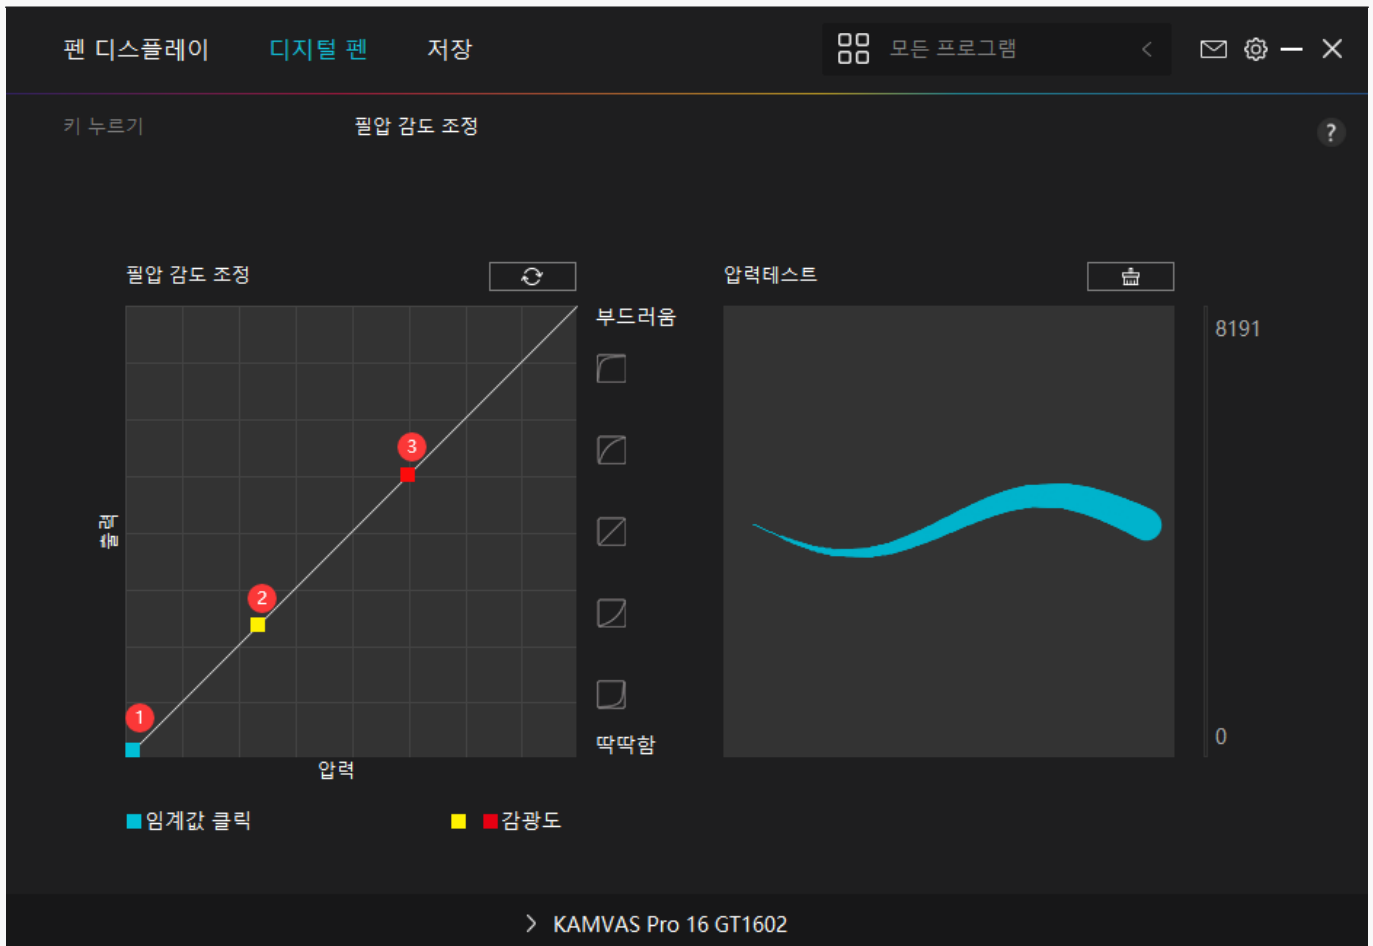 펜 디스플레이 디지털 펜 저장 모든 프로그램
키 누르기 필압 감도 조정 ?
필압 감도 조정 압력테스트
부드러움
8191
3
출력
2
1
딱딱함
0
압력
임계값 클릭 감광도
KAMVAS Pro 16 GT1602